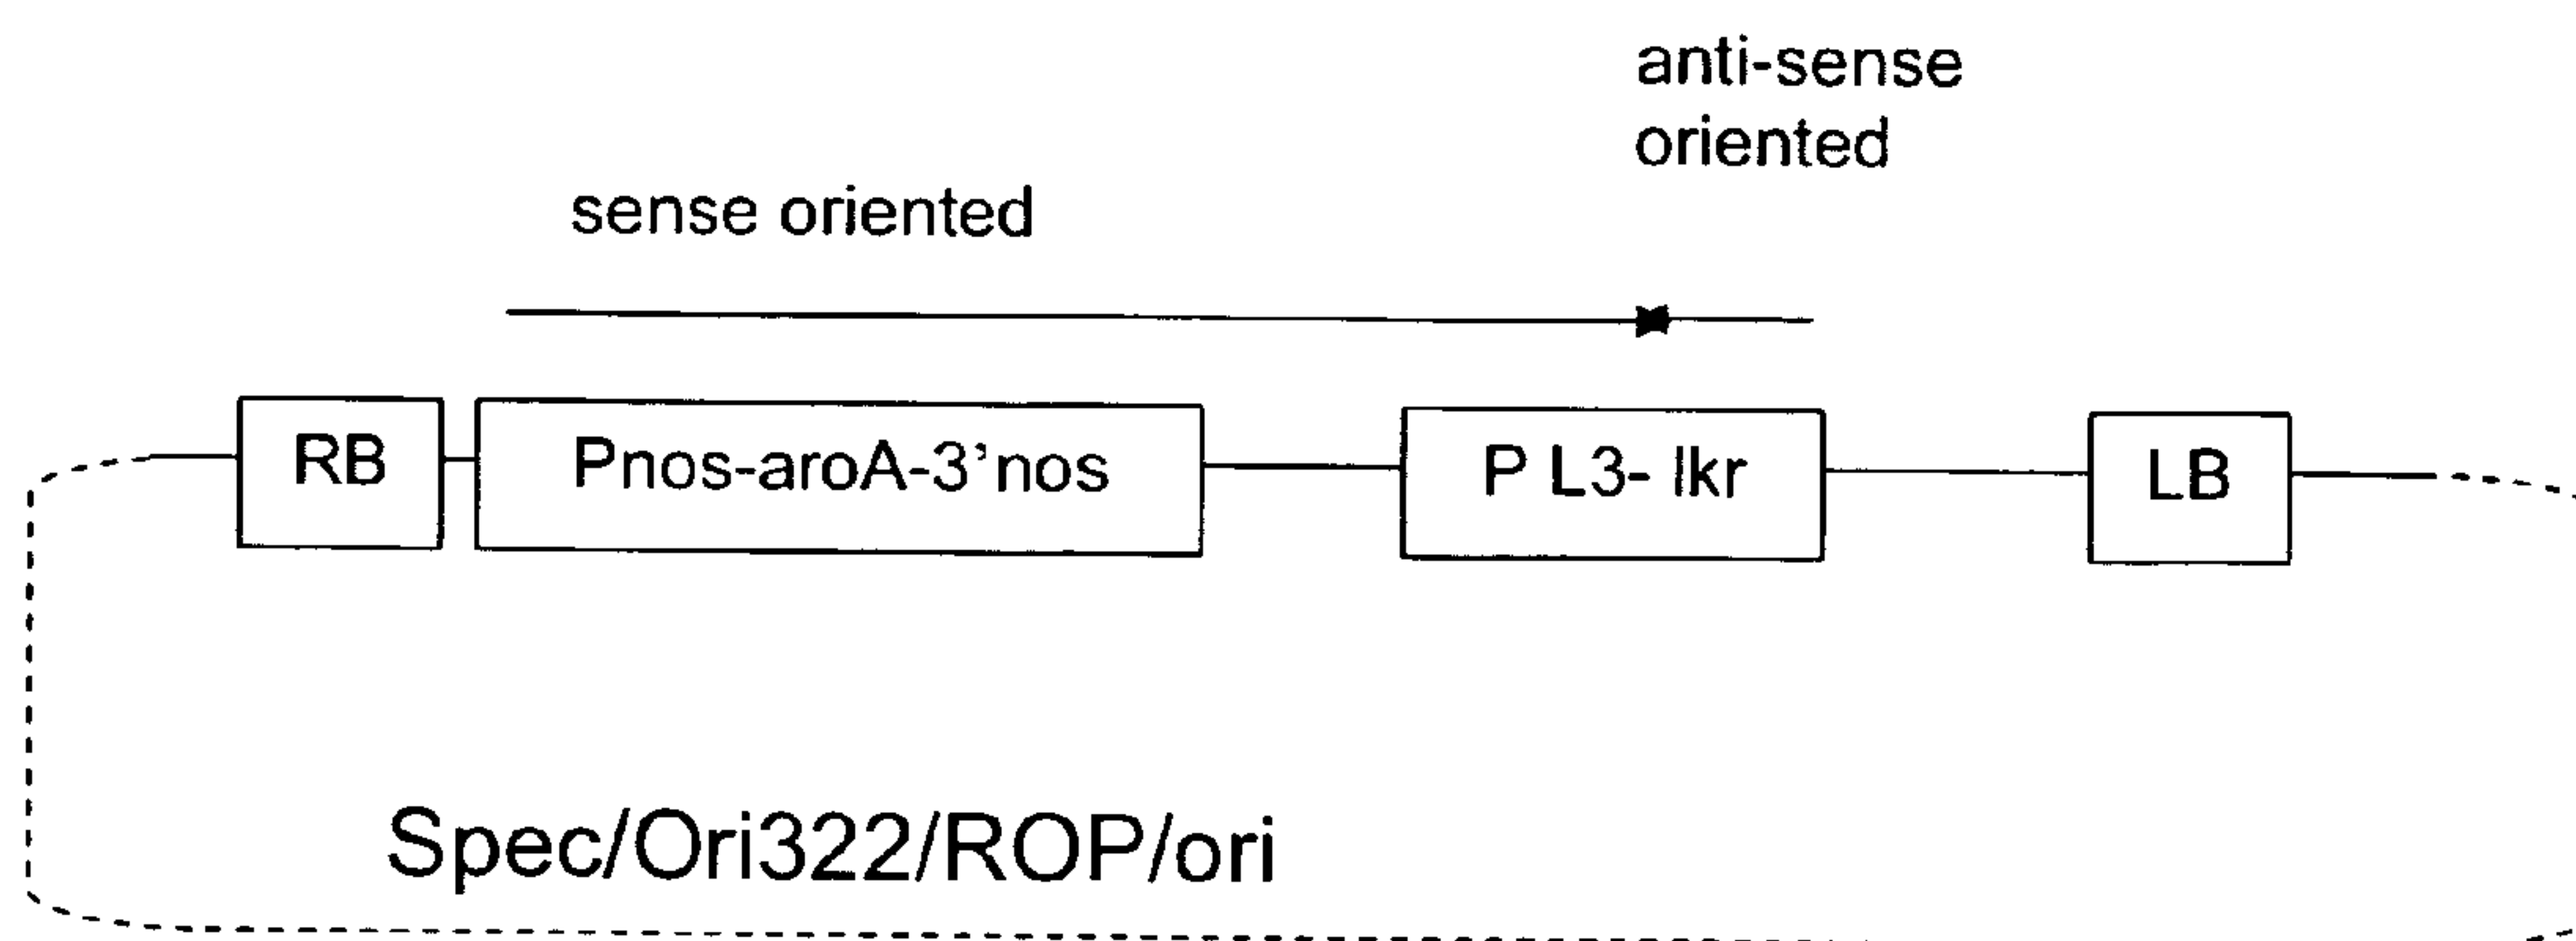 anti-sense
oriented
sense oriented
RB
Pnos-aroA-3'nos
P L3- lkr
LB
Spec/Ori322/ROP/ori